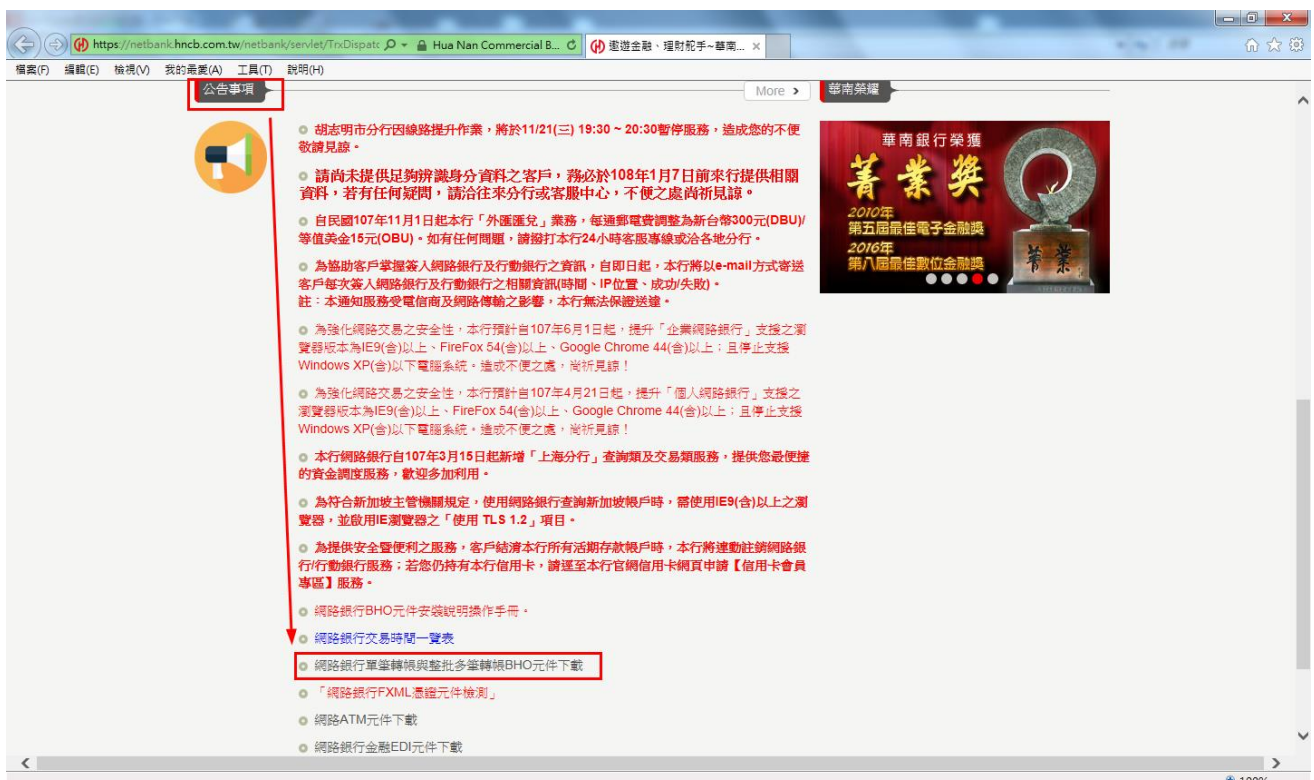 https://netbank.hncb.com.tw/netbank/servlet/TrxDispatc
Hua Nan Commercial B...
遨遊金融、理財舵手~華南...
檔案(F) 編輯(E) 檢視(V) 我的最愛(A) 工具(T) 說明(H)
公告事項
More
華南榮耀
胡志明市分行因線路提升作業，將於11/21(三) 19:30 ~ 20:30暫停服務，造成您的不便
敬請見諒。
請尚未提供足夠辨識身分資料之客戶，務必於108年1月7日前來行提供相關
資料，若有任何疑問，請洽往來分行或客服中心，不便之處尚祈見諒。
自民國107年11月1日起本行「外匯匯兌」業務，每通郵電費調整為新台幣300元(DBU)/
等值美金15元(OBU)。如有任何問題，請撥打本行24小時客服專線或洽各地分行。
為協助客戶掌握簽入網路銀行及行動銀行之資訊，自即日起，本行將以e-mail方式寄送
客戶每次簽入網路銀行及行動銀行之相關資訊(時間、IP位置、成功/失敗)。
註：本通知服務受電信商及網路傳輸之影響，本行無法保證送達。
為強化網路交易之安全性，本行預計自107年6月1日起，提升「企業網路銀行」支援之瀏
覽器版本為IE9(含)以上、FireFox 54(含)以上、Google Chrome 44(含)以上；且停止支援
Windows XP(含)以下電腦系統。造成不便之處，尚祈見諒！
為強化網路交易之安全性，本行預計自107年4月21日起，提升「個人網路銀行」支援之
瀏覽器版本為IE9(含)以上、FireFox 54(含)以上、Google Chrome 44(含)以上；且停止支援
Windows XP(含)以下電腦系統。造成不便之處，尚祈見諒！
本行網路銀行自107年3月15日起新增「上海分行」查詢類及交易類服務，提供您最便捷
的資金調度服務，歡迎多加利用。
為符合新加坡主管機關規定，使用網路銀行查詢新加坡帳戶時，需使用IE9(含)以上之瀏
覽器，並啟用IE瀏覽器之「使用 TLS 1.2」項目。
為提供安全暨便利之服務，客戶結清本行所有活期存款帳戶時，本行將連動註銷網路銀
行/行動銀行服務；若您仍持有本行信用卡，請逕至本行官網信用卡網頁申請【信用卡會員
專區】服務。
網路銀行BHO元件安裝說明操作手冊。
網路銀行交易時間一覽表
網路銀行單筆轉帳與整批多筆轉帳BHO元件下載
「網路銀行FXML憑證元件檢測」
網路ATM元件下載
網路銀行金融EDI元件下載
華南銀行榮獲
菁業獎
2010年
第五屆最佳電子金融獎
2016年
第八屆最佳數位金融獎
菁業
100%